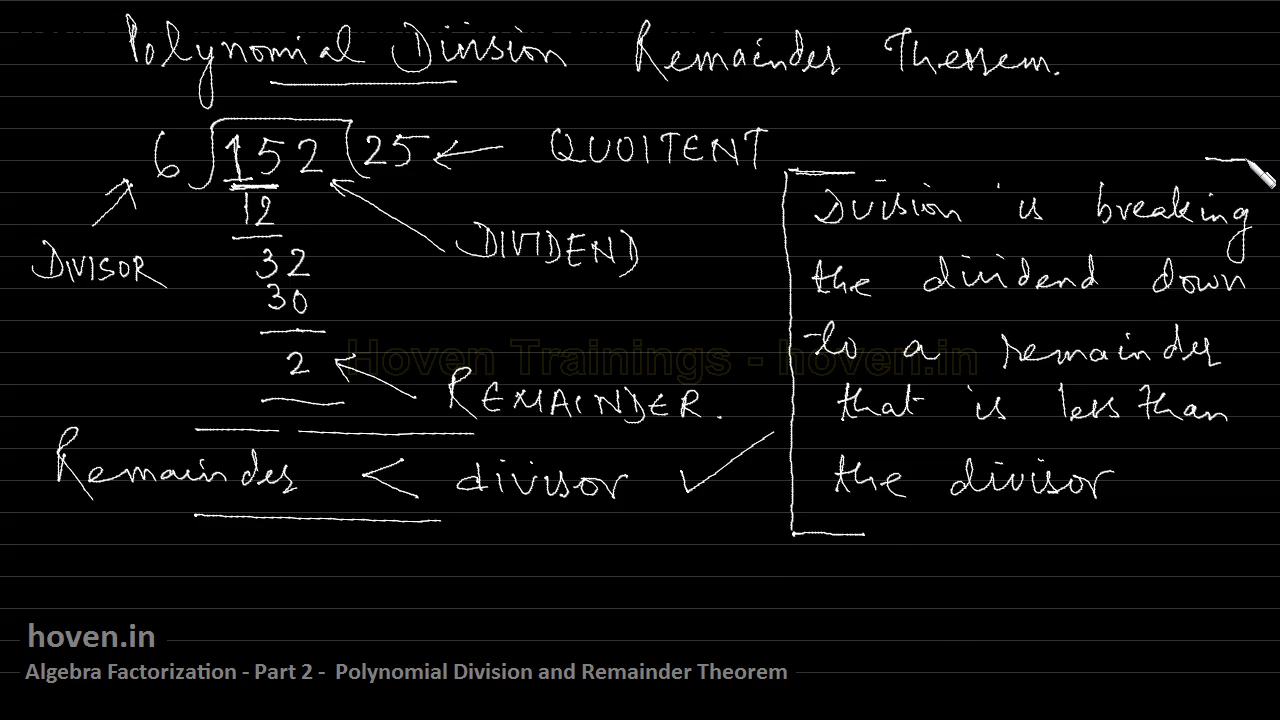 Polynomial Division Remainder Theorem.
6 152 25 ← QUOITENT
12
DIVISOR
DIVIDEND
32
30
2
REMAINDER.
Remainder < divisor ✓
Division is breaking
the dividend down
to a remainder
that is less than
the divisor
Hoven Trainings - hoven.in
hoven.in
Algebra Factorization - Part 2 - Polynomial Division and Remainder Theorem